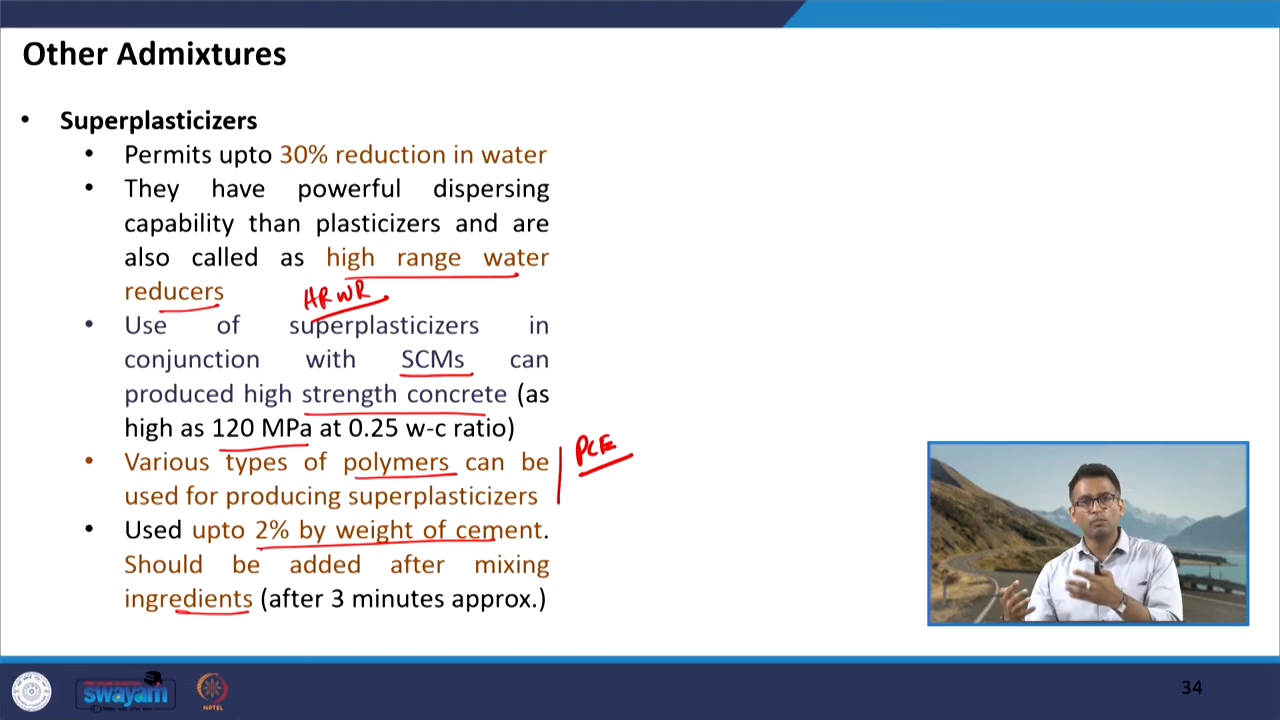 Other Admixtures
• Superplasticizers
• Permits upto 30% reduction in water
• They have powerful dispersing
capability than plasticizers and are
also called as high range water
reducers
HRWR
• Use of superplasticizers in
conjunction with SCMs can
produced high strength concrete (as
high as 120 MPa at 0.25 w-c ratio)
• Various types of polymers can be
used for producing superplasticizers
PCE
• Used upto 2% by weight of cement.
Should be added after mixing
ingredients (after 3 minutes approx.)
swayam
NPTEL
34